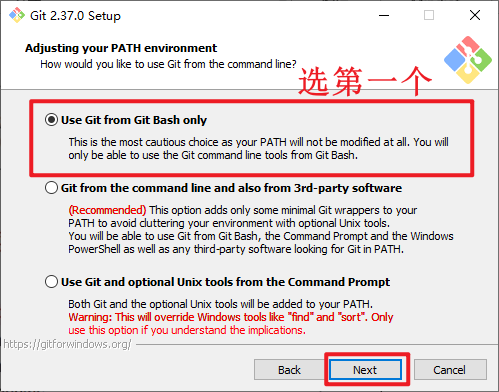 Git 2.37.0 Setup
Adjusting your PATH environment
How would you like to use Git from the command line?
选第一个
Use Git from Git Bash only
This is the most cautious choice as your PATH will not be modified at all. You will
only be able to use the Git command line tools from Git Bash.
Git from the command line and also from 3rd-party software
(Recommended) This option adds only some minimal Git wrappers to your
PATH to avoid cluttering your environment with optional Unix tools.
You will be able to use Git from Git Bash, the Command Prompt and the Windows
PowerShell as well as any third-party software looking for Git in PATH.
Use Git and optional Unix tools from the Command Prompt
Both Git and the optional Unix tools will be added to your PATH.
Warning: This will override Windows tools like "find" and "sort". Only
use this option if you understand the implications.
https://gitforwindows.org/
Back Next Cancel